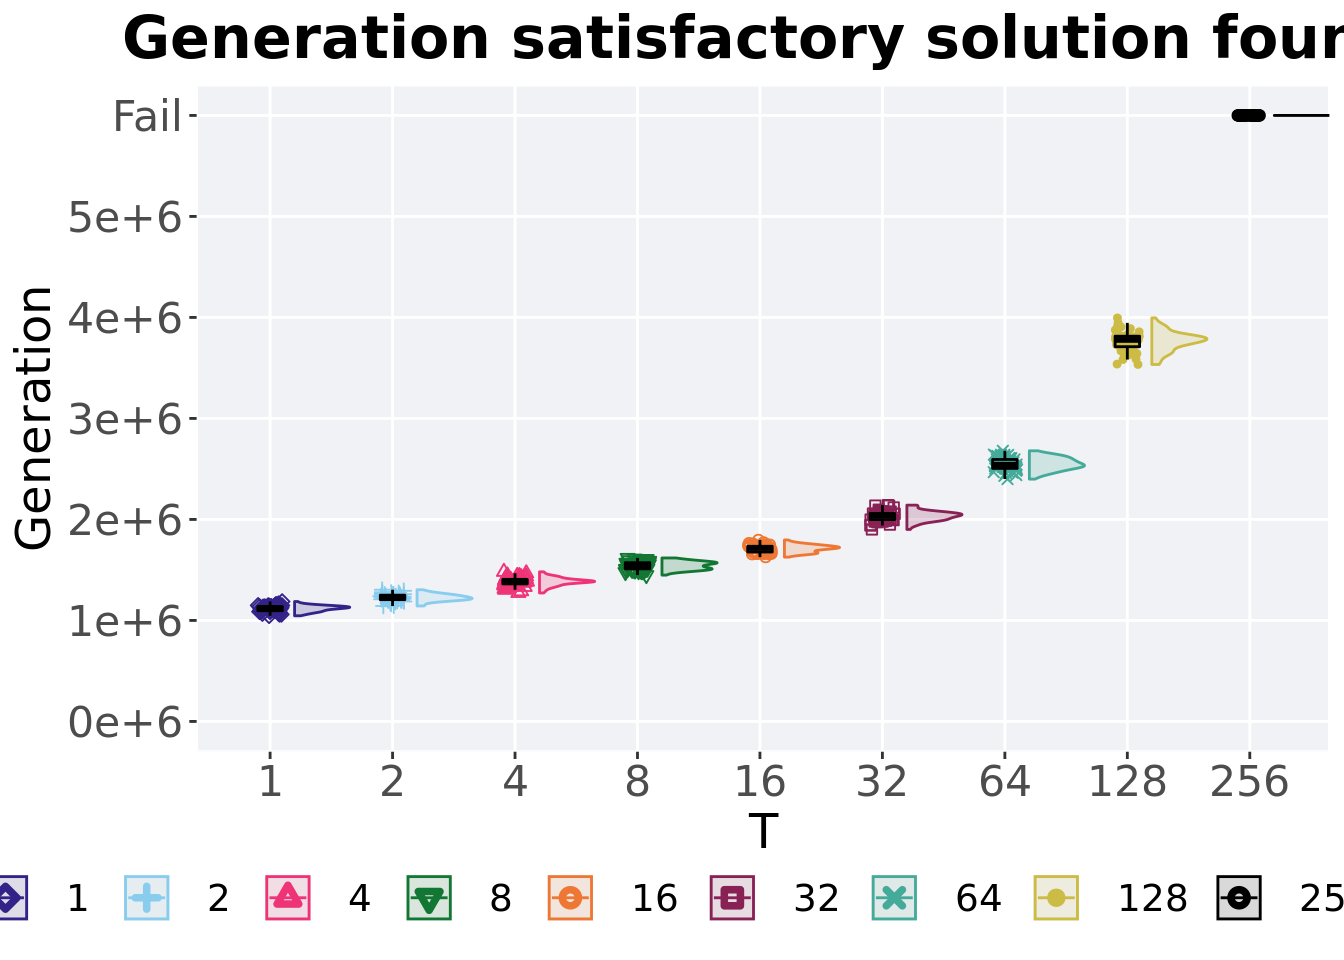 Generation satisfactory solution four
Fail
5e+6
4e+6
3e+6
2e+6
1e+6
0e+6
Generation
1 2 4 8 16 32 64 128 256
T
1 2 4 8 16 32 64 128 25